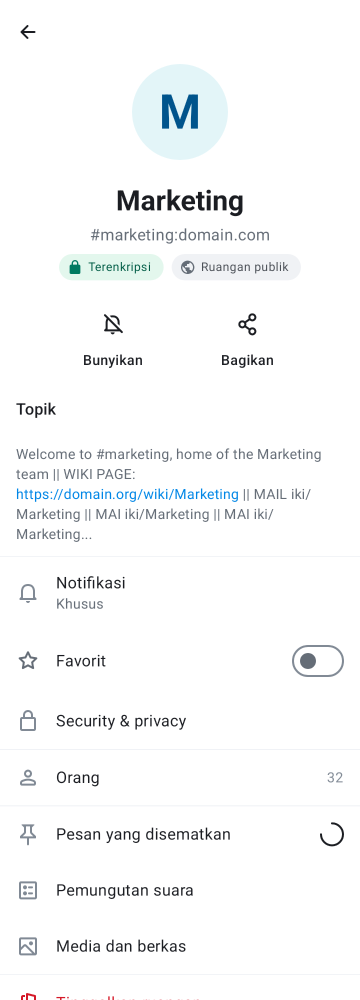 M
Marketing
#marketing:domain.com
Terenkripsi
Ruangan publik
Bunyikan
Bagikan
Topik
Welcome to #marketing, home of the Marketing
team || WIKI PAGE:
https://domain.org/wiki/Marketing || MAIL iki/
Marketing || MAI iki/Marketing || MAI iki/
Marketing...
Notifikasi
Khusus
Favorit
Security & privacy
Orang
32
Pesan yang disematkan
Pemungutan suara
Media dan berkas